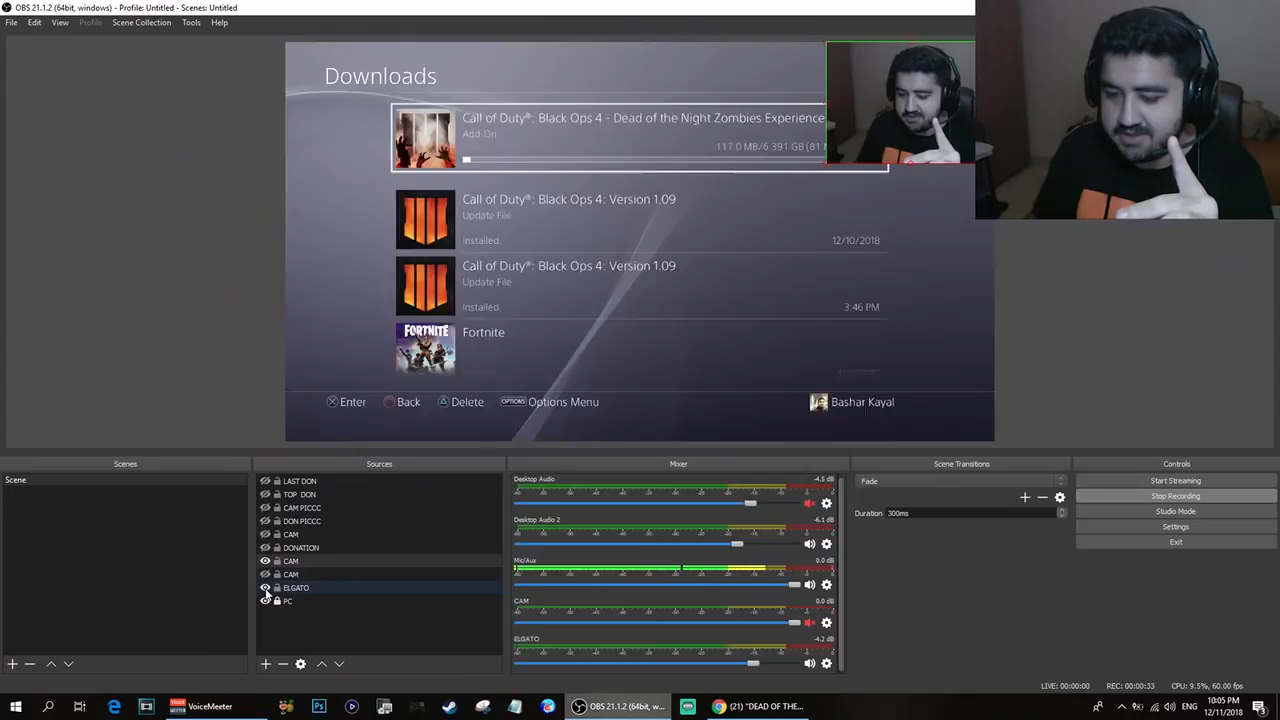 OBS 21.1.2 (64bit, windows) - Profile: Untitled - Scenes: Untitled
File Edit View Profile Scene Collection Tools Help
Downloads
Call of Duty®: Black Ops 4 - Dead of the Night Zombies Experience
Add-On
117.0 MB/6.391 GB (81 M
Call of Duty®: Black Ops 4: Version 1.09
Update File
Installed.
12/10/2018
Call of Duty®: Black Ops 4: Version 1.09
Update File
Installed.
3:46 PM
FORTNITE
Fortnite
Enter Back Delete OPTIONS Options Menu
Bashar Kayal
Scenes Sources Mixer Scene Transitions Controls
Scene
LAST DON
TOP DON
CAM PICCC
DON PICCC
CAM
DONATION
CAM
CAM
ELGATO
PC
Desktop Audio -4.5 dB
Desktop Audio 2 -6.1 dB
Mic/Aux 0.0 dB
CAM 0.0 dB
ELGATO -4.2 dB
Fade
Duration 300ms
Start Streaming
Stop Recording
Studio Mode
Settings
Exit
LIVE: 00:00:00 REC: 00:00:33 CPU: 9.5%, 60.00 fps
VoiceMeeter
OBS 21.1.2 (64bit, w...
(21) "DEAD OF THE...
ENG
10:05 PM
12/11/2018